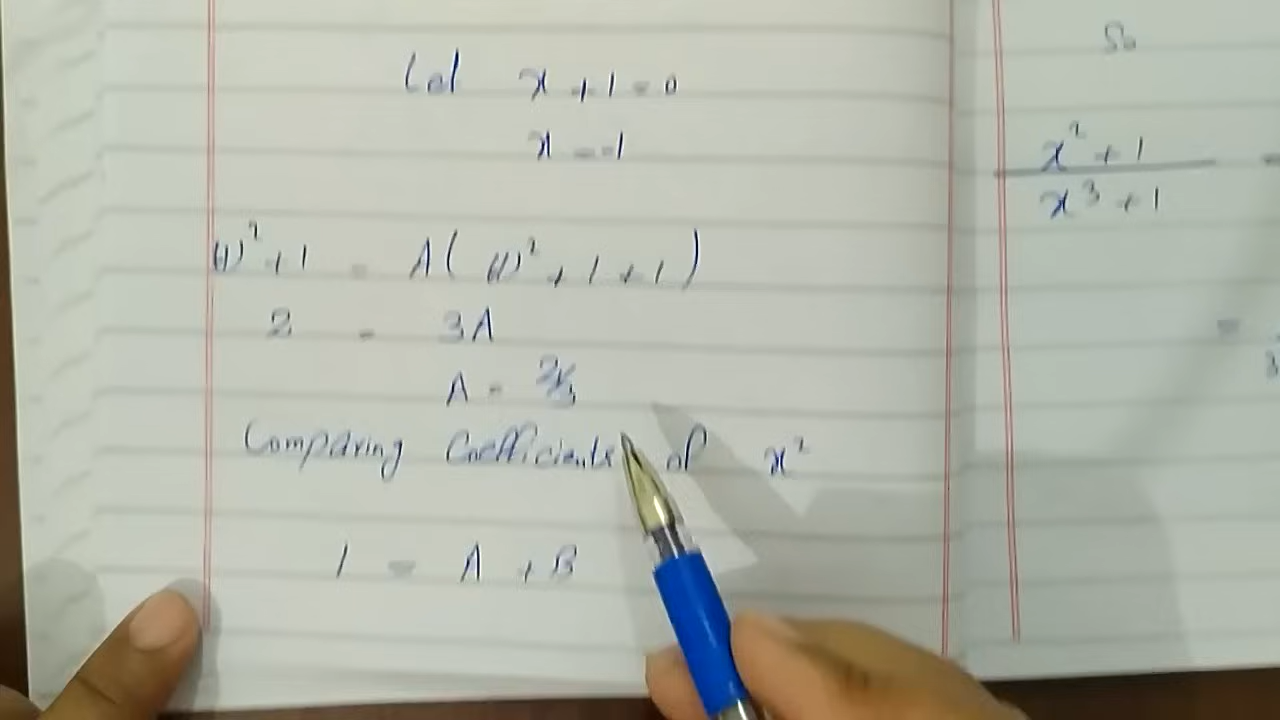 Let x + 1 = 0
x = -1
(1)² + 1 = A( (1)² + 1 + 1 )
2 = 3A
A = 2/3
Comparing Coefficients of x²
1 = A + B
So
x² + 1
x³ + 1
=
3